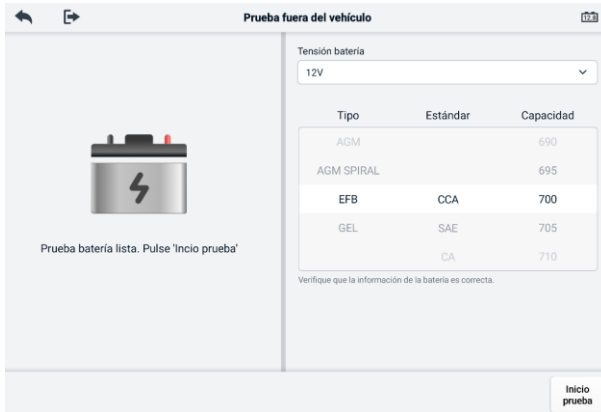 Prueba fuera del vehículo
12.8
Tensión batería
12V
Tipo Estándar Capacidad
AGM 690
AGM SPIRAL 695
EFB CCA 700
GEL SAE 705
CA 710
Verifique que la información de la batería es correcta.
Prueba batería lista. Pulse 'Incio prueba'
Inicio
prueba